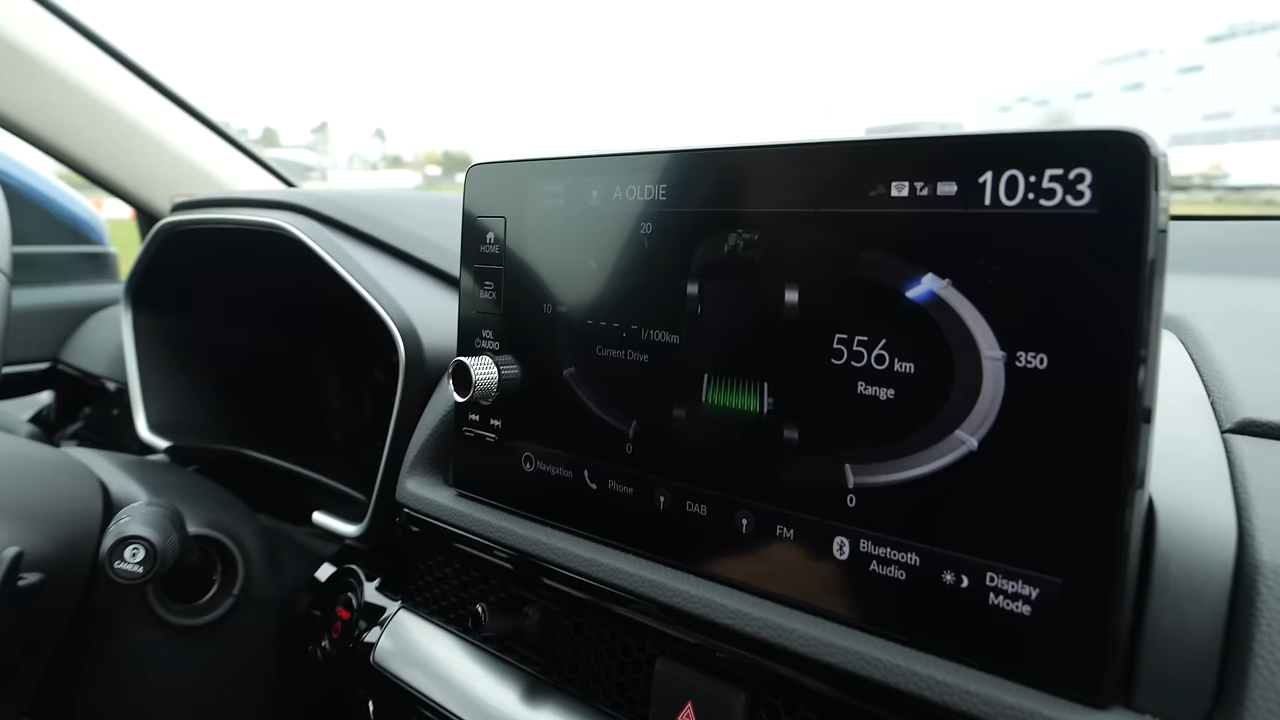 A OLDIE
10:53
HOME
BACK
VOL
AUDIO
20
10
l/100km
Current Drive
0
556 km
Range
350
0
Navigation
Phone
DAB
FM
Bluetooth
Audio
Display
Mode
CAMERA